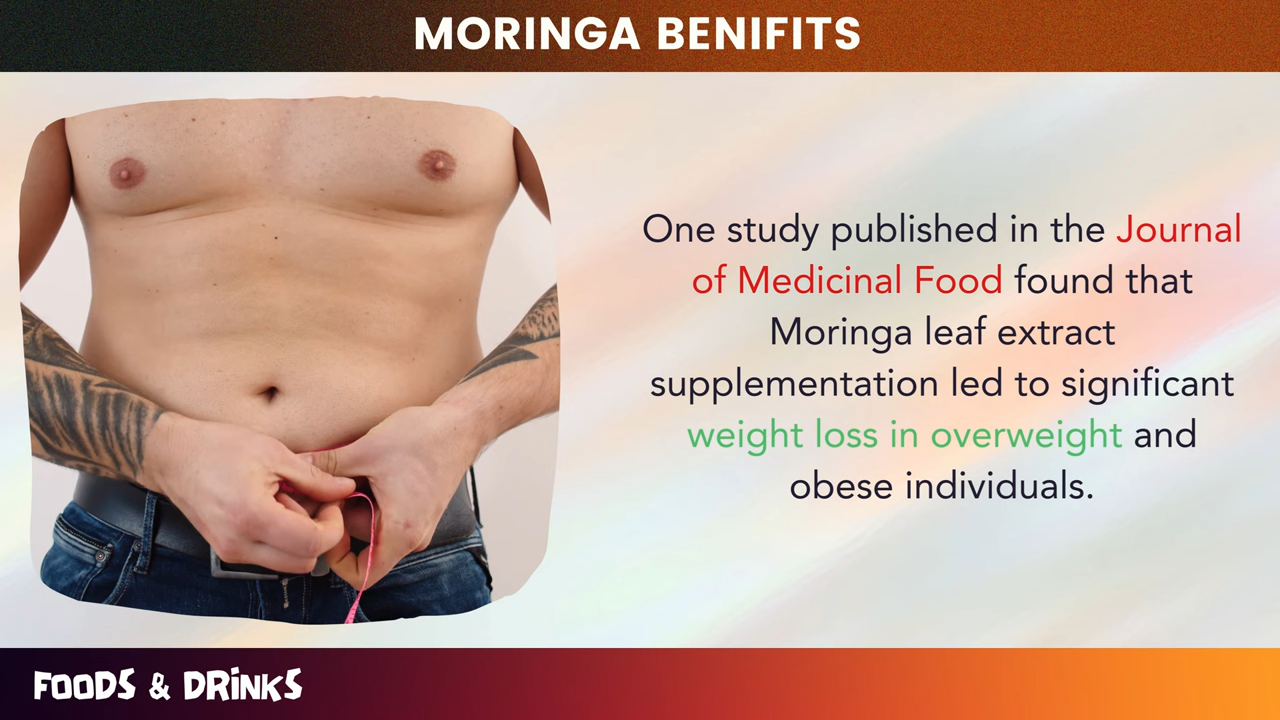 MORINGA BENIFITS
One study published in the Journal
of Medicinal Food found that
Moringa leaf extract
supplementation led to significant
weight loss in overweight and
obese individuals.
FOODS & DRiNKS